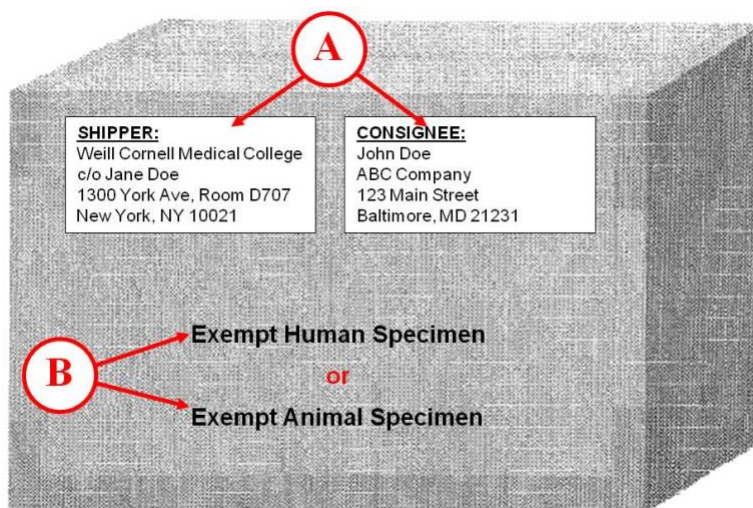 A
SHIPPER:
Weill Cornell Medical College
c/o Jane Doe
1300 York Ave, Room D707
New York, NY 10021
CONSIGNEE:
John Doe
ABC Company
123 Main Street
Baltimore, MD 21231
B
Exempt Human Specimen
or
Exempt Animal Specimen